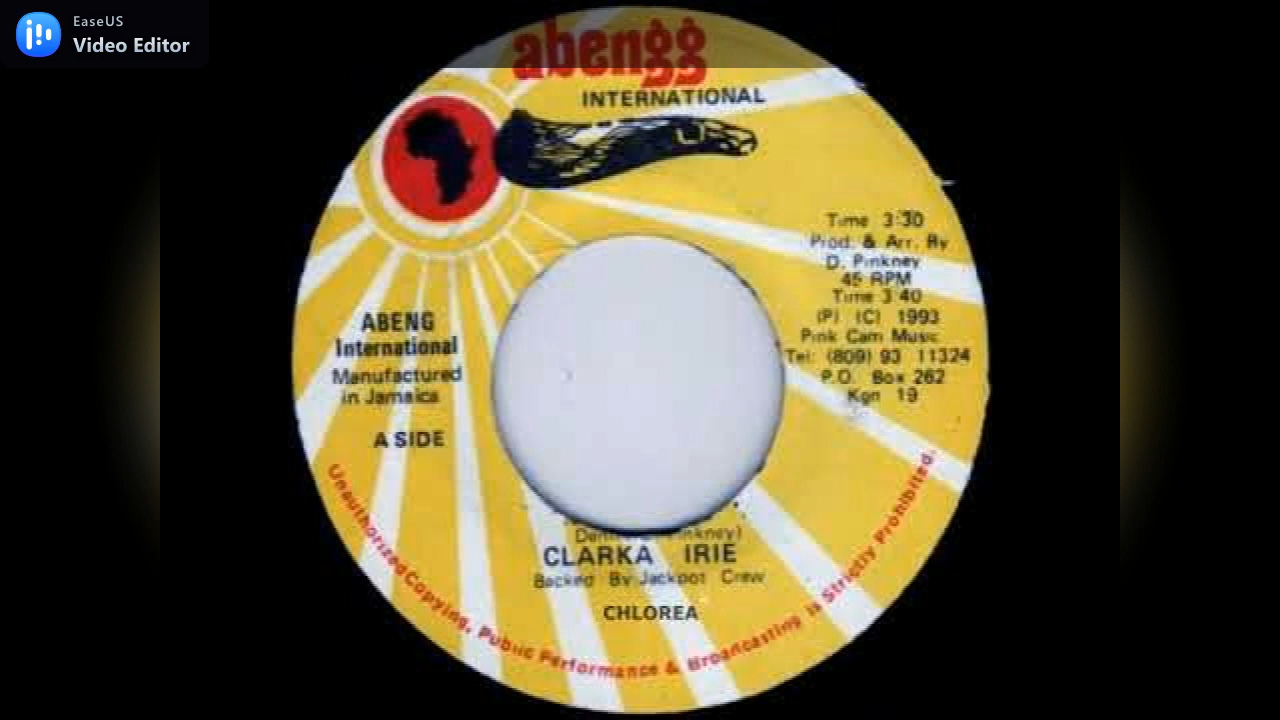 EaseUS
Video Editor
abengg
INTERNATIONAL
Time 3:30
Prod. & Arr. By
D. Pinkney
45 RPM
Time 3:40
(P) (C) 1993
Pink Cam Music
Tel: (809) 93 11324
P.O. Box 262
Kgn 19
ABENG
International
Manufactured
in Jamaica
A SIDE
Pinkney)
CLARKA IRIE
Backed By Jackpot Crew
CHLOREA
Unauthorized Copying, Public Performance & Broadcasting is Strictly Prohibited.